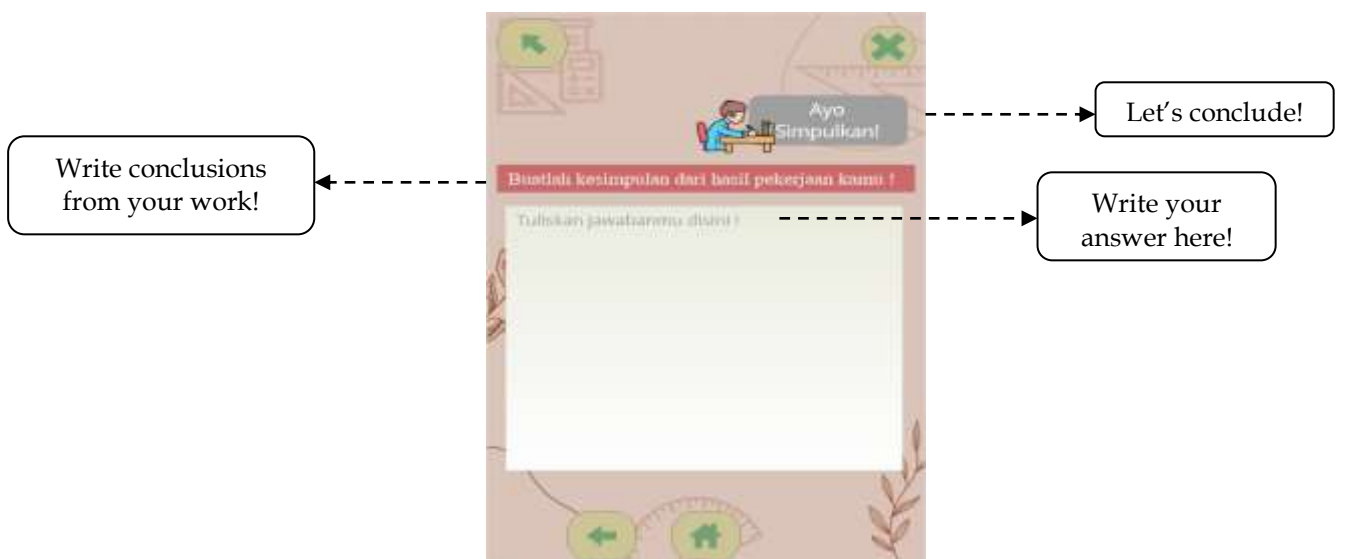 Ayo
Simpulkan!
Let's conclude!
Write conclusions
from your work!
Buatlah kesimpulan dari hasil pekerjaan kamu !
Tuliskan jawabanmu disini !
Write your
answer here!